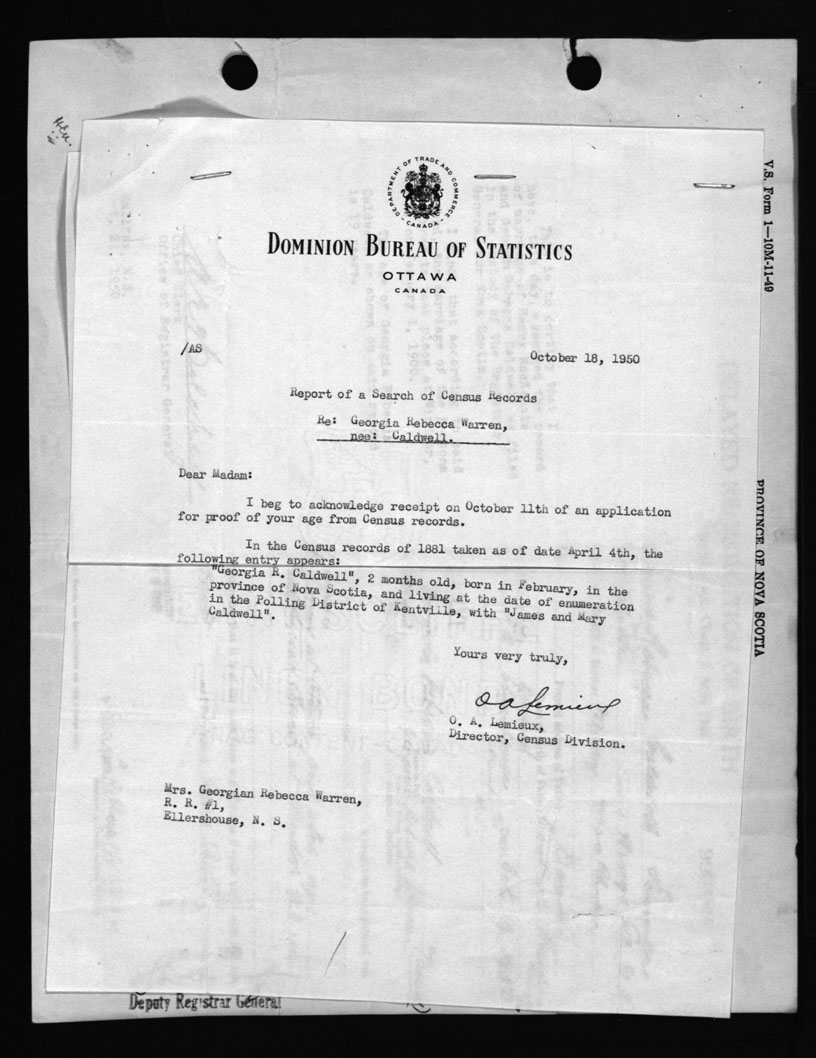 DEPARTMENT OF TRADE AND COMMERCE
CANADA
DOMINION BUREAU OF STATISTICS
OTTAWA
CANADA
/AS
October 18, 1950
Report of a Search of Census Records
Re: Georgia Rebecca Warren,
nee: Caldwell.
Dear Madam:
I beg to acknowledge receipt on October 11th of an application
for proof of your age from Census records.
In the Census records of 1881 taken as of date April 4th, the
following entry appears:
"Georgia R. Caldwell", 2 months old, born in February, in the
province of Nova Scotia, and living at the date of enumeration
in the Polling District of Kentville, with "James and Mary
Caldwell".
Yours very truly,
O A Lemieux
O. A. Lemieux,
Director, Census Division.
Mrs. Georgian Rebecca Warren,
R. R. #1,
Ellershouse, N. S.
Deputy Registrar General
V.S. Form 1—10M-11-49
PROVINCE OF NOVA SCOTIA